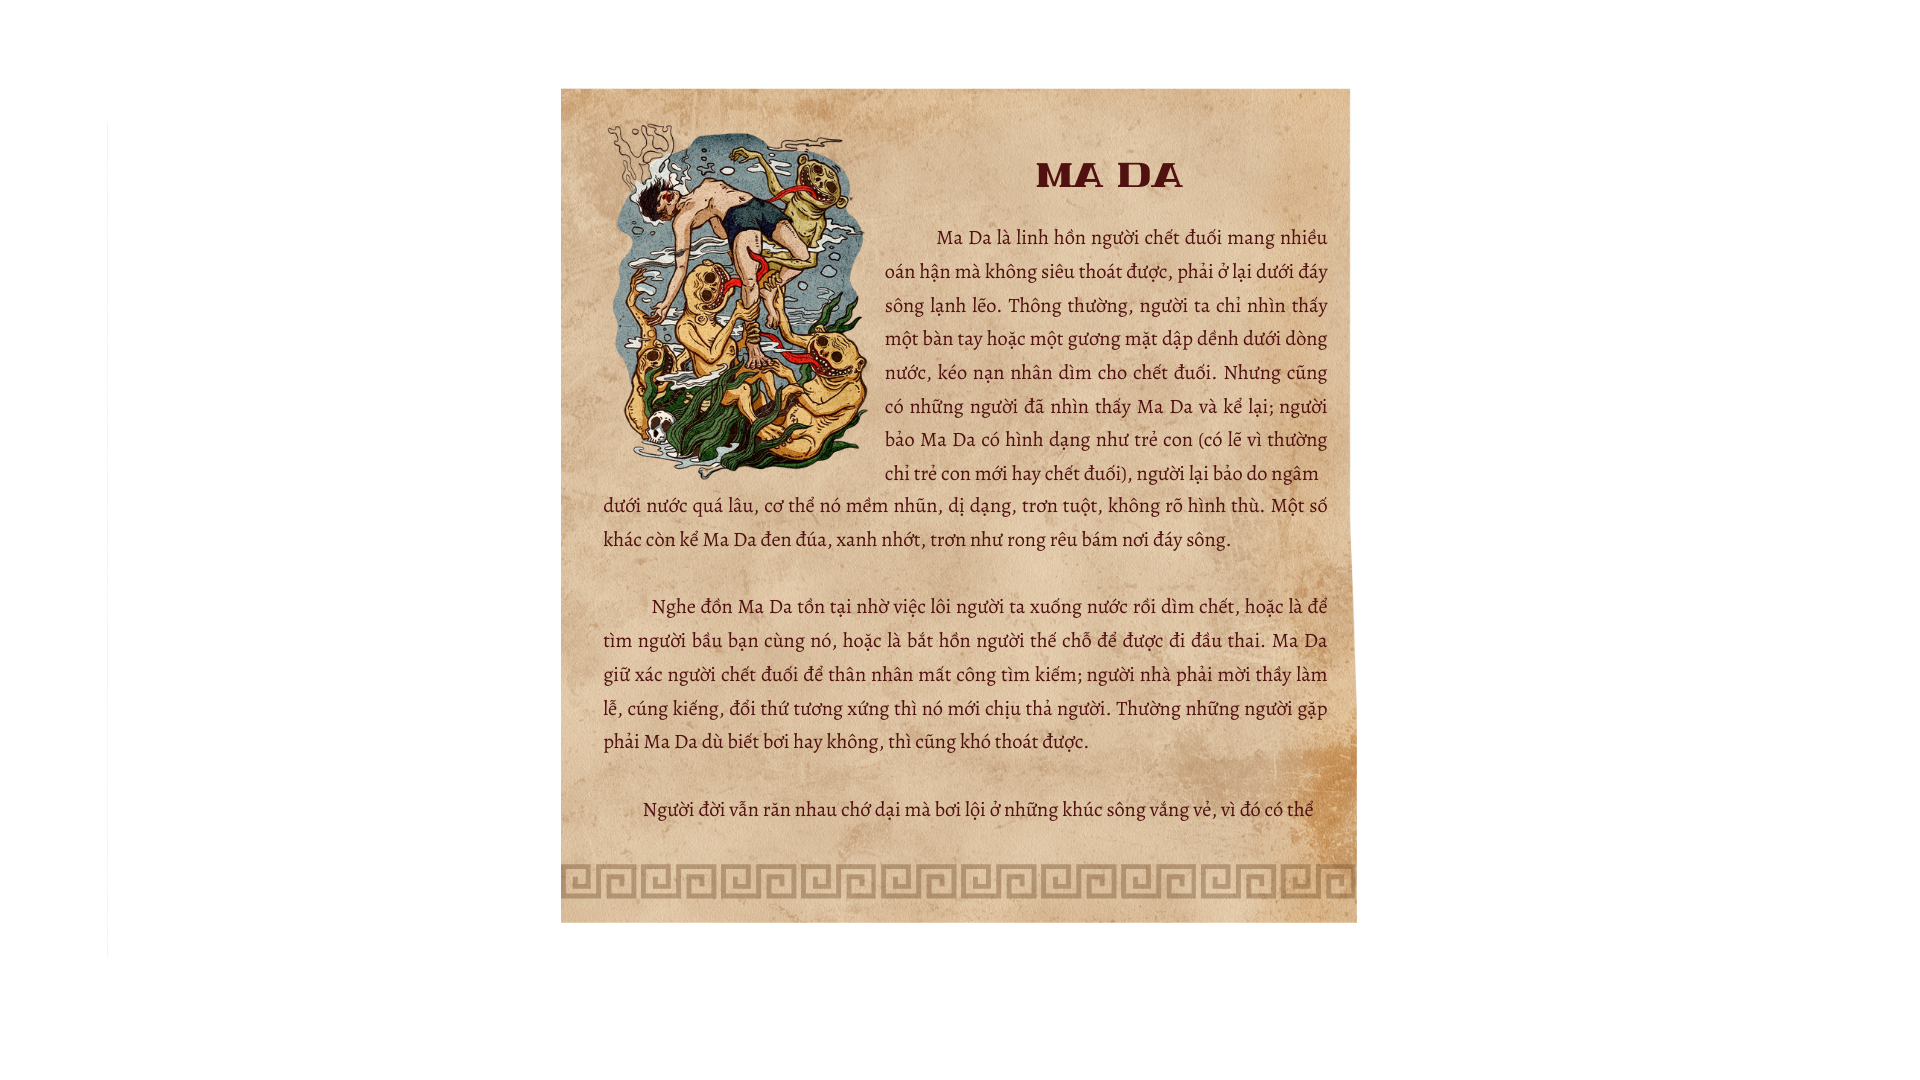 MA DA
Ma Da là linh hồn người chết đuối mang nhiều
oán hận mà không siêu thoát được, phải ở lại dưới đáy
sông lạnh lẽo. Thông thường, người ta chỉ nhìn thấy
một bàn tay hoặc một gương mặt dập dềnh dưới dòng
nước, kéo nạn nhân dìm cho chết đuối. Nhưng cũng
có những người đã nhìn thấy Ma Da và kể lại; người
bảo Ma Da có hình dạng như trẻ con (có lẽ vì thường
chỉ trẻ con mới hay chết đuối), người lại bảo do ngâm
dưới nước quá lâu, cơ thể nó mềm nhũn, dị dạng, trơn tuột, không rõ hình thù. Một số
khác còn kể Ma Da đen đúa, xanh nhớt, trơn như rong rêu bám nơi đáy sông.
Nghe đồn Ma Da tồn tại nhờ việc lôi người ta xuống nước rồi dìm chết, hoặc là để
tìm người bầu bạn cùng nó, hoặc là bắt hồn người thế chỗ để được đi đầu thai. Ma Da
giữ xác người chết đuối để thân nhân mất công tìm kiếm; người nhà phải mời thầy làm
lễ, cúng kiếng, đổi thứ tương xứng thì nó mới chịu thả người. Thường những người gặp
phải Ma Da dù biết bơi hay không, thì cũng khó thoát được.
Người đời vẫn răn nhau chớ dại mà bơi lội ở những khúc sông vắng vẻ, vì đó có thể